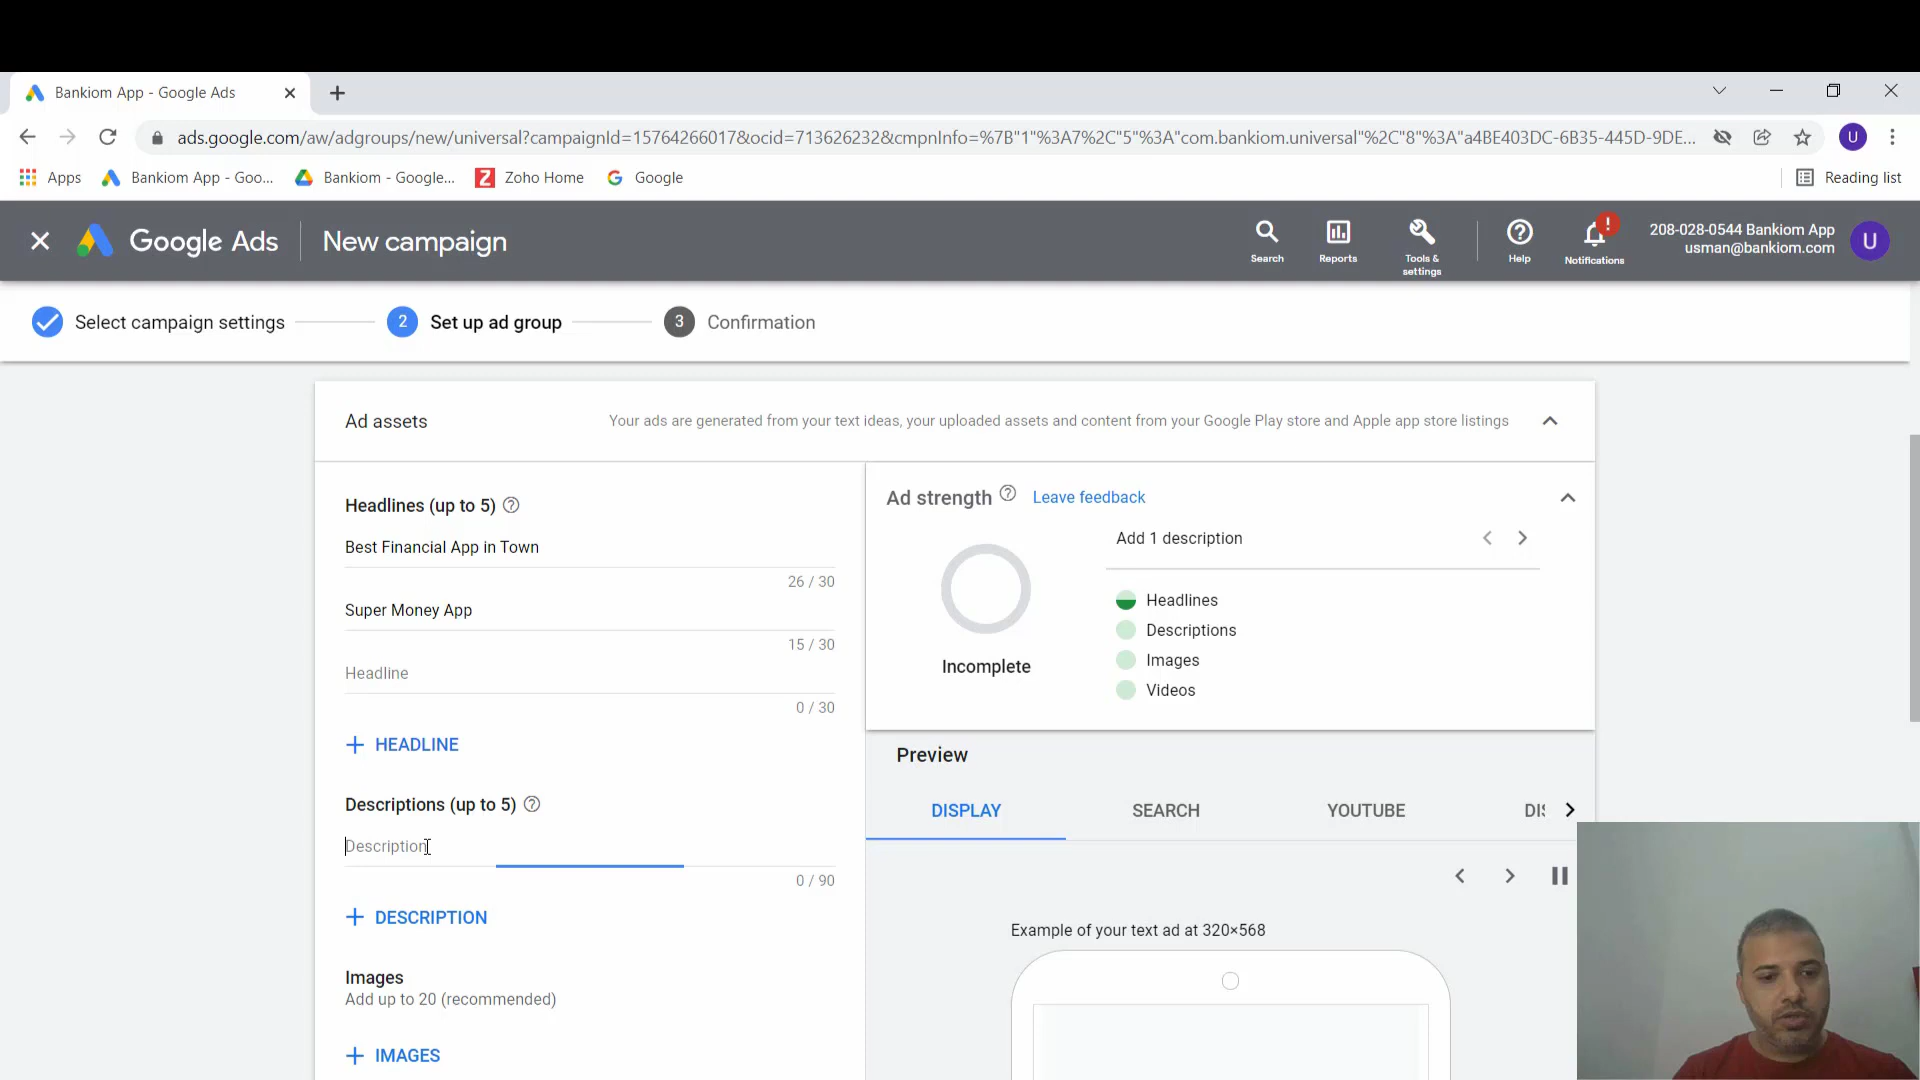 Bankiom App - Google Ads
ads.google.com/aw/adgroups/new/universal?campaignId=15764266017&ocid=713626232&cmpnInfo=%7B"1"%3A7%2C"5"%3A"com.bankiom.universal"%2C"8"%3A"a4BE403DC-6B35-445D-9DE...
U
Apps
Bankiom App - Goo...
Bankiom - Google...
Zoho Home
Google
Reading list
Google Ads
New campaign
Search
Reports
Tools &
settings
Help
!
Notifications
208-028-0544 Bankiom App
usman@bankiom.com
U
Select campaign settings
2
Set up ad group
3
Confirmation
Ad assets
Your ads are generated from your text ideas, your uploaded assets and content from your Google Play store and Apple app store listings
Headlines (up to 5)
Best Financial App in Town
26 / 30
Super Money App
15 / 30
Headline
0 / 30
+ HEADLINE
Descriptions (up to 5)
Description
0 / 90
+ DESCRIPTION
Images
Add up to 20 (recommended)
+ IMAGES
Ad strength
Leave feedback
Add 1 description
Incomplete
Headlines
Descriptions
Images
Videos
Preview
DISPLAY
SEARCH
YOUTUBE
DIS
Example of your text ad at 320×568